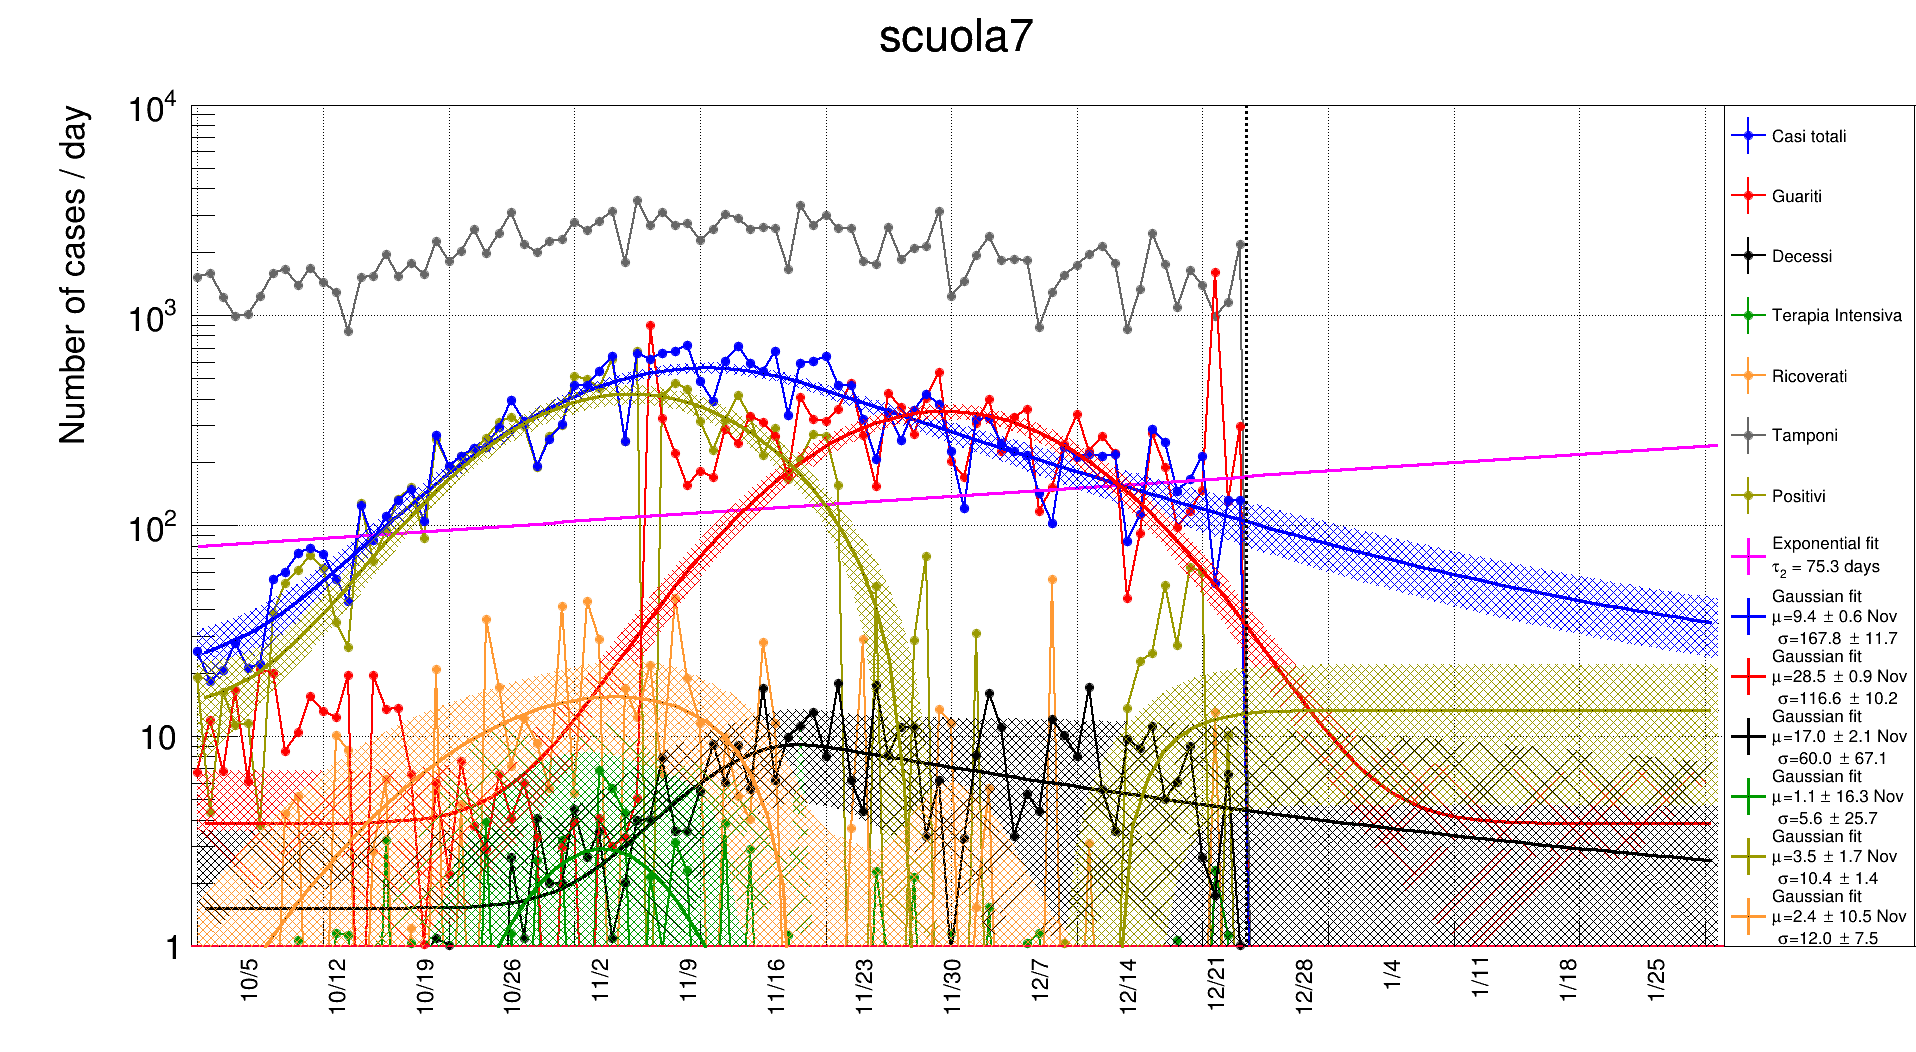 scuola7
Number of cases / day
10^4
10^3
10^2
10
1
10/5
10/12
10/19
10/26
11/2
11/9
11/16
11/23
11/30
12/7
12/14
12/21
12/28
1/4
1/11
1/18
1/25
Casi totali
Guariti
Decessi
Terapia Intensiva
Ricoverati
Tamponi
Positivi
Exponential fit
τ_2 = 75.3 days
Gaussian fit
μ=9.4 ± 0.6 Nov
σ=167.8 ± 11.7
Gaussian fit
μ=28.5 ± 0.9 Nov
σ=116.6 ± 10.2
Gaussian fit
μ=17.0 ± 2.1 Nov
σ=60.0 ± 67.1
Gaussian fit
μ=1.1 ± 16.3 Nov
σ=5.6 ± 25.7
Gaussian fit
μ=3.5 ± 1.7 Nov
σ=10.4 ± 1.4
Gaussian fit
μ=2.4 ± 10.5 Nov
σ=12.0 ± 7.5